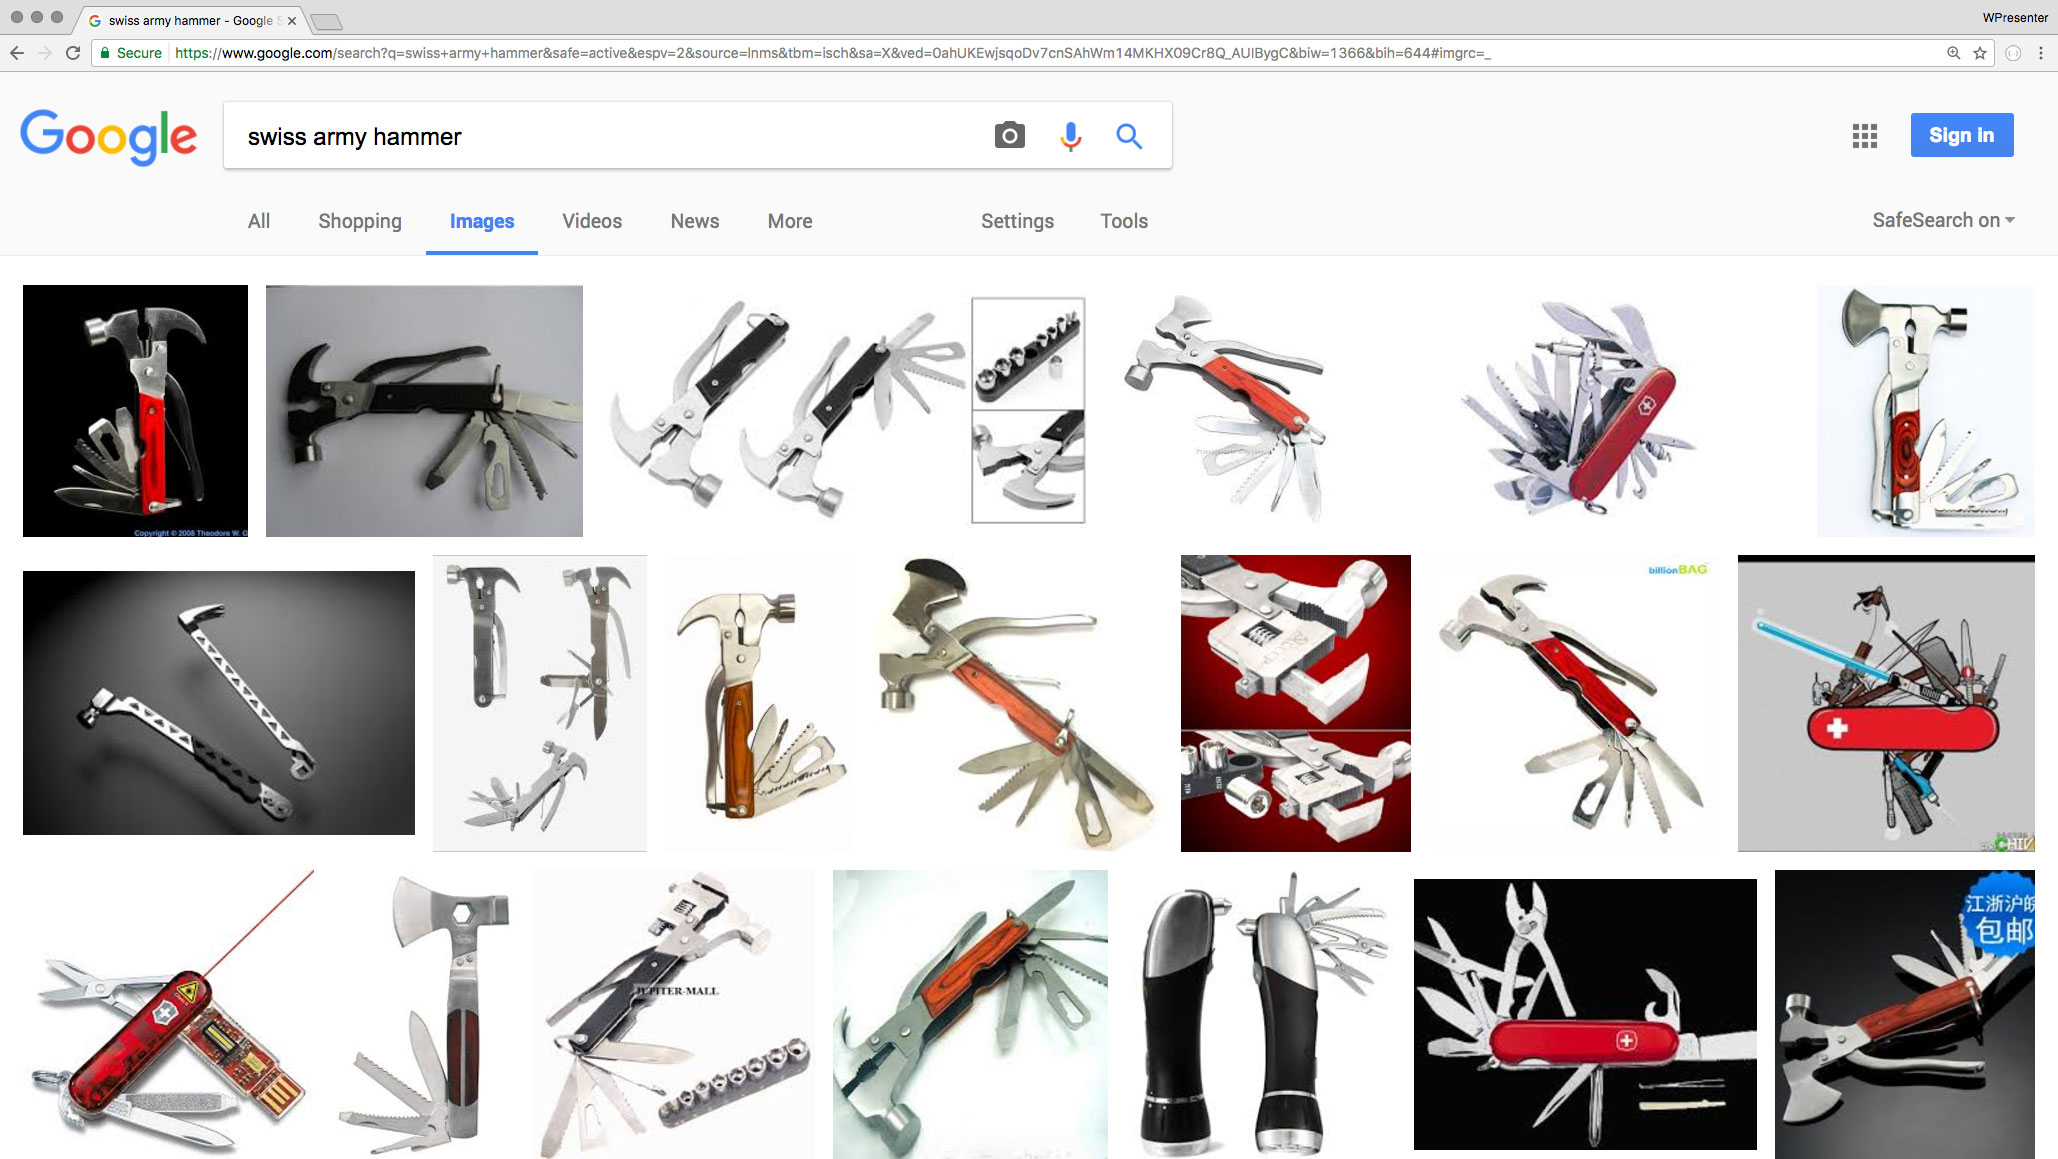 swiss army hammer - Google S
WPresenter
Secure https://www.google.com/search?q=swiss+army+hammer&safe=active&espv=2&source=lnms&tbm=isch&sa=X&ved=0ahUKEwjsqoDv7cnSAhWm14MKHX09Cr8Q_AUIBygC&biw=1366&bih=644#imgrc=_
Google
swiss army hammer
Sign in
All Shopping Images Videos News More Settings Tools SafeSearch on
Copyright © 2008 Theodore W. G
billionBAG
JUPITER-MALL
江浙沪皖
包邮